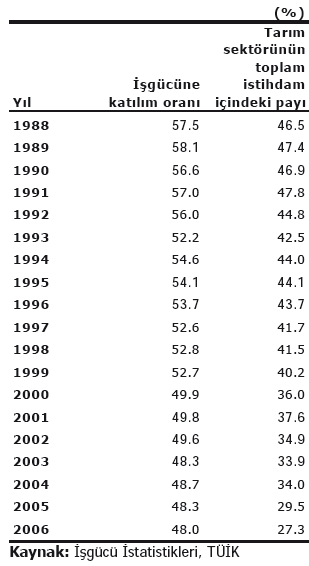 (%)
Tarım
sektörünün
toplam
İşgücüne istihdam
Yıl katılım oranı içindeki payı
1988 57.5 46.5
1989 58.1 47.4
1990 56.6 46.9
1991 57.0 47.8
1992 56.0 44.8
1993 52.2 42.5
1994 54.6 44.0
1995 54.1 44.1
1996 53.7 43.7
1997 52.6 41.7
1998 52.8 41.5
1999 52.7 40.2
2000 49.9 36.0
2001 49.8 37.6
2002 49.6 34.9
2003 48.3 33.9
2004 48.7 34.0
2005 48.3 29.5
2006 48.0 27.3
Kaynak: İşgücü İstatistikleri, TÜİK